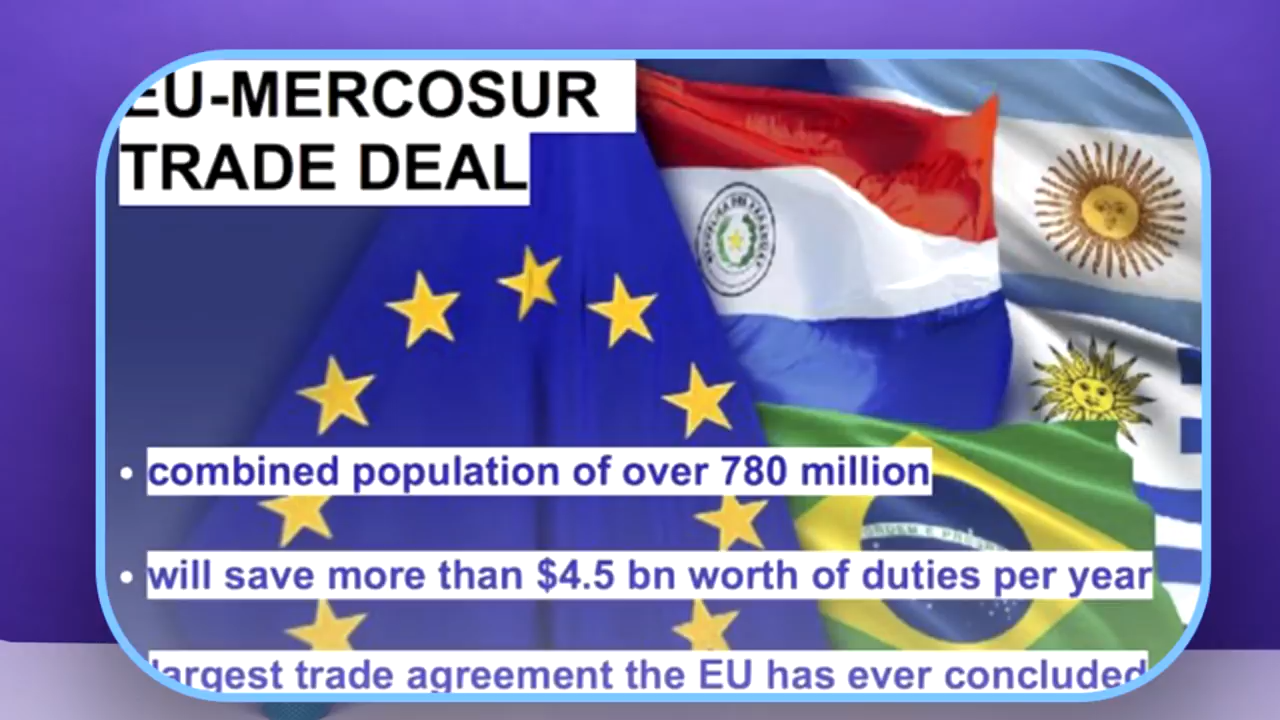 EU-MERCOSUR
TRADE DEAL
• combined population of over 780 million
• will save more than $4.5 bn worth of duties per year
largest trade agreement the EU has ever concluded